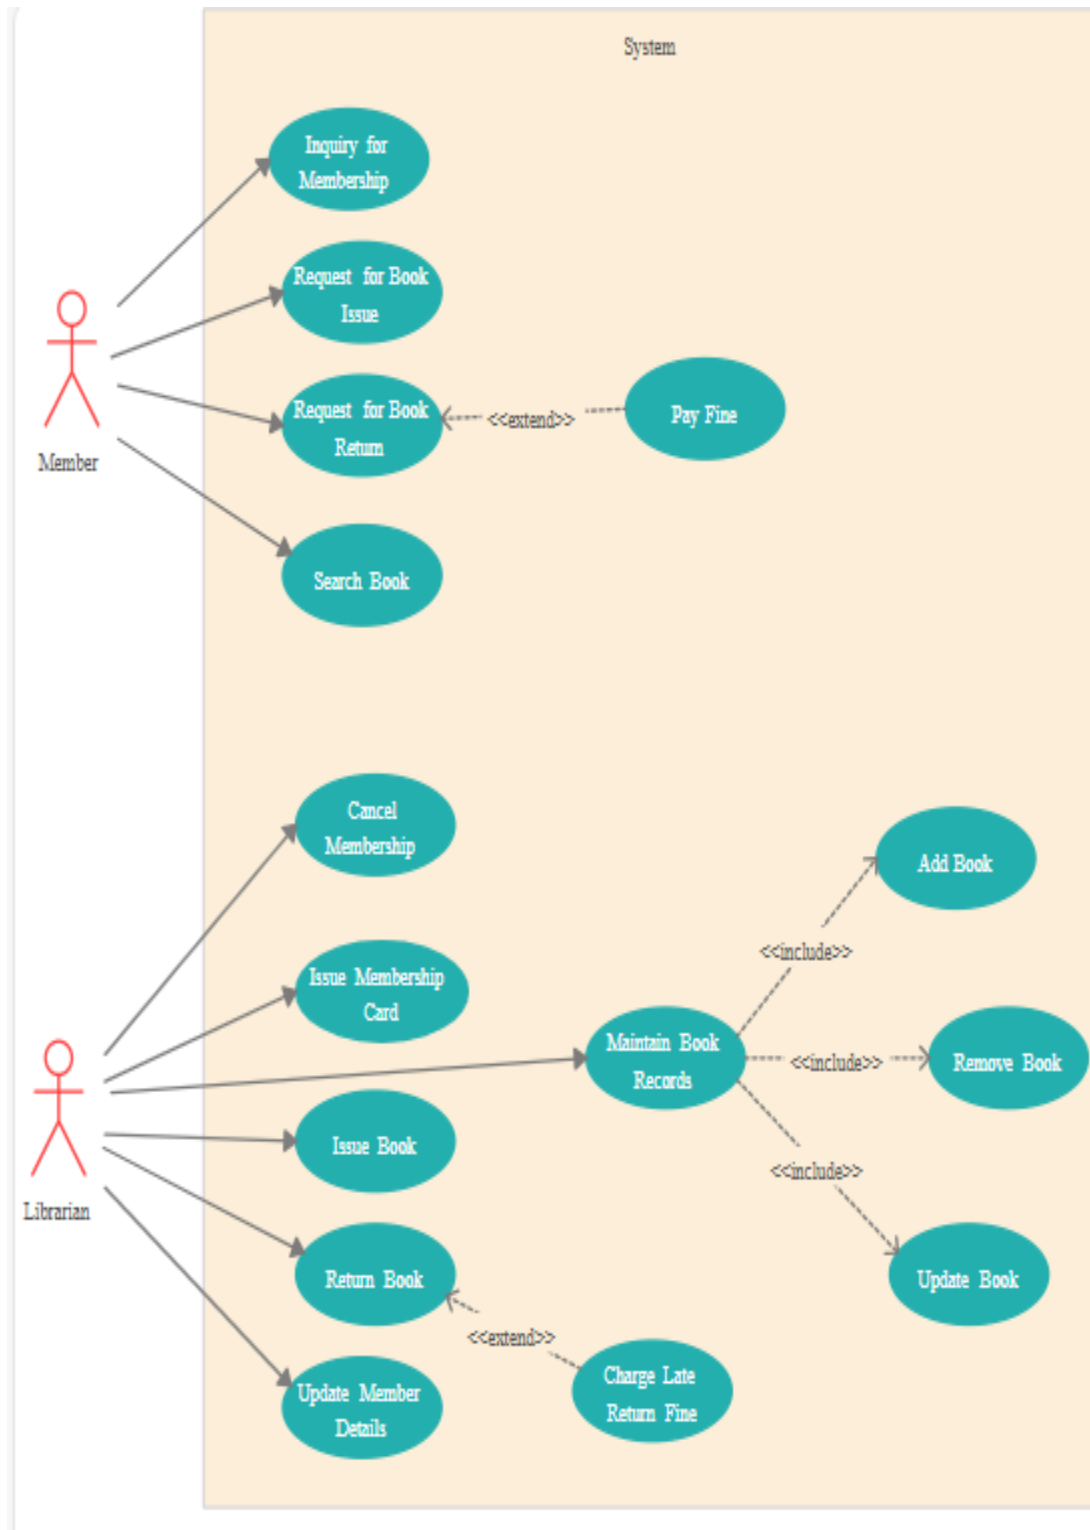 System
Inquiry for
Membership
Request for Book
Issue
Request for Book
Return
<<extend>>
Pay Fine
Member
Search Book
Cancel
Membership
Add Book
<<include>>
Issue Membership
Card
Maintain Book
Records
<<include>>
Remove Book
Issue Book
<<include>>
Librarian
Return Book
Update Book
<<extend>>
Charge Late
Return Fine
Update Member
Details